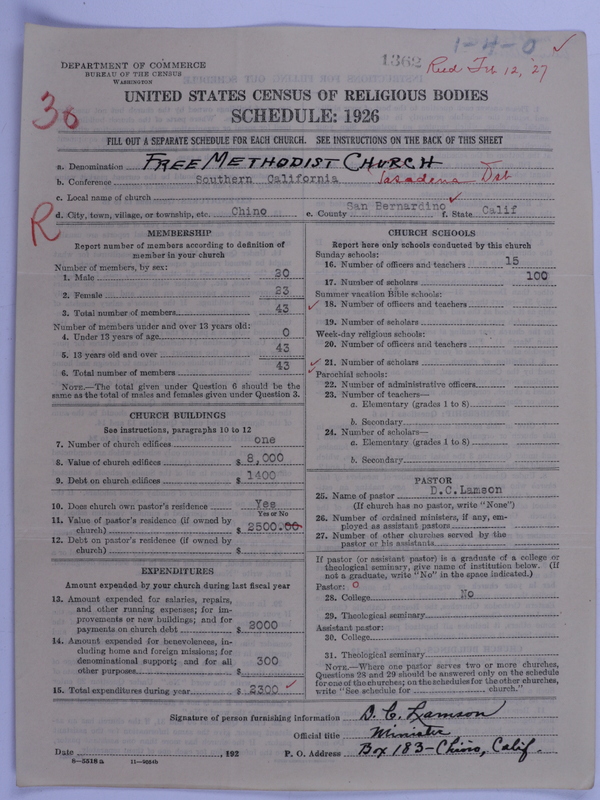 1362
1-4-0
Recd Feb 12, '27
DEPARTMENT OF COMMERCE
BUREAU OF THE CENSUS
WASHINGTON
36
UNITED STATES CENSUS OF RELIGIOUS BODIES
SCHEDULE: 1926
FILL OUT A SEPARATE SCHEDULE FOR EACH CHURCH. SEE INSTRUCTIONS ON THE BACK OF THIS SHEET
a. Denomination FREE METHODIST CHURCH
b. Conference Southern California Pasadena Dst
c. Local name of church
R
d. City, town, village, or township, etc. Chino e. County San Bernardino f. State Calif
MEMBERSHIP
Report number of members according to definition of
member in your church
Number of members, by sex:
1. Male 20
2. Female 23
3. Total number of members 43
Number of members under and over 13 years old:
4. Under 13 years of age 0
5. 13 years old and over 43
6. Total number of members 43
NOTE.—The total given under Question 6 should be the
same as the total of males and females given under Question 3.
CHURCH BUILDINGS
See instructions, paragraphs 10 to 12
7. Number of church edifices one
8. Value of church edifices $ 8,000
9. Debt on church edifices $ 1400
10. Does church own pastor's residence Yes
Yes or No
11. Value of pastor's residence (if owned by
church) $ 2500.00
12. Debt on pastor's residence (if owned by
church) $
EXPENDITURES
Amount expended by your church during last fiscal year
13. Amount expended for salaries, repairs,
and other running expenses; for im-
provements or new buildings; and for
payments on church debt $ 2000
14. Amount expended for benevolences, in-
cluding home and foreign missions; for
denominational support; and for all
other purposes $ 300
15. Total expenditures during year $ 2300
CHURCH SCHOOLS
Report here only schools conducted by this church
Sunday schools:
16. Number of officers and teachers 15
17. Number of scholars 100
Summer vacation Bible schools:
18. Number of officers and teachers
19. Number of scholars
Week-day religious schools:
20. Number of officers and teachers
21. Number of scholars
Parochial schools:
22. Number of administrative officers
23. Number of teachers—
a. Elementary (grades 1 to 8)
b. Secondary
24. Number of scholars—
a. Elementary (grades 1 to 8)
b. Secondary
PASTOR
25. Name of pastor D.C.Lamson
(If church has no pastor, write "None")
26. Number of ordained ministers, if any, em-
ployed as assistant pastors
27. Number of other churches served by the
pastor or his assistants
If pastor (or assistant pastor) is a graduate of a college or
theological seminary, give name of institution below. (If
not a graduate, write "No" in the space indicated.)
Pastor: 0
28. College No
29. Theological seminary
Assistant pastor:
30. College
31. Theological seminary
NOTE.—Where one pastor serves two or more churches,
Questions 28 and 29 should be answered only on the schedule
for one of the churches; on the schedules for the other churches,
write "See schedule for church."
Signature of person furnishing information D. C. Lamson
Official title Minister
Date , 192 P. O. Address Box 183—Chino, Calif.
8—5518a 11—9064b